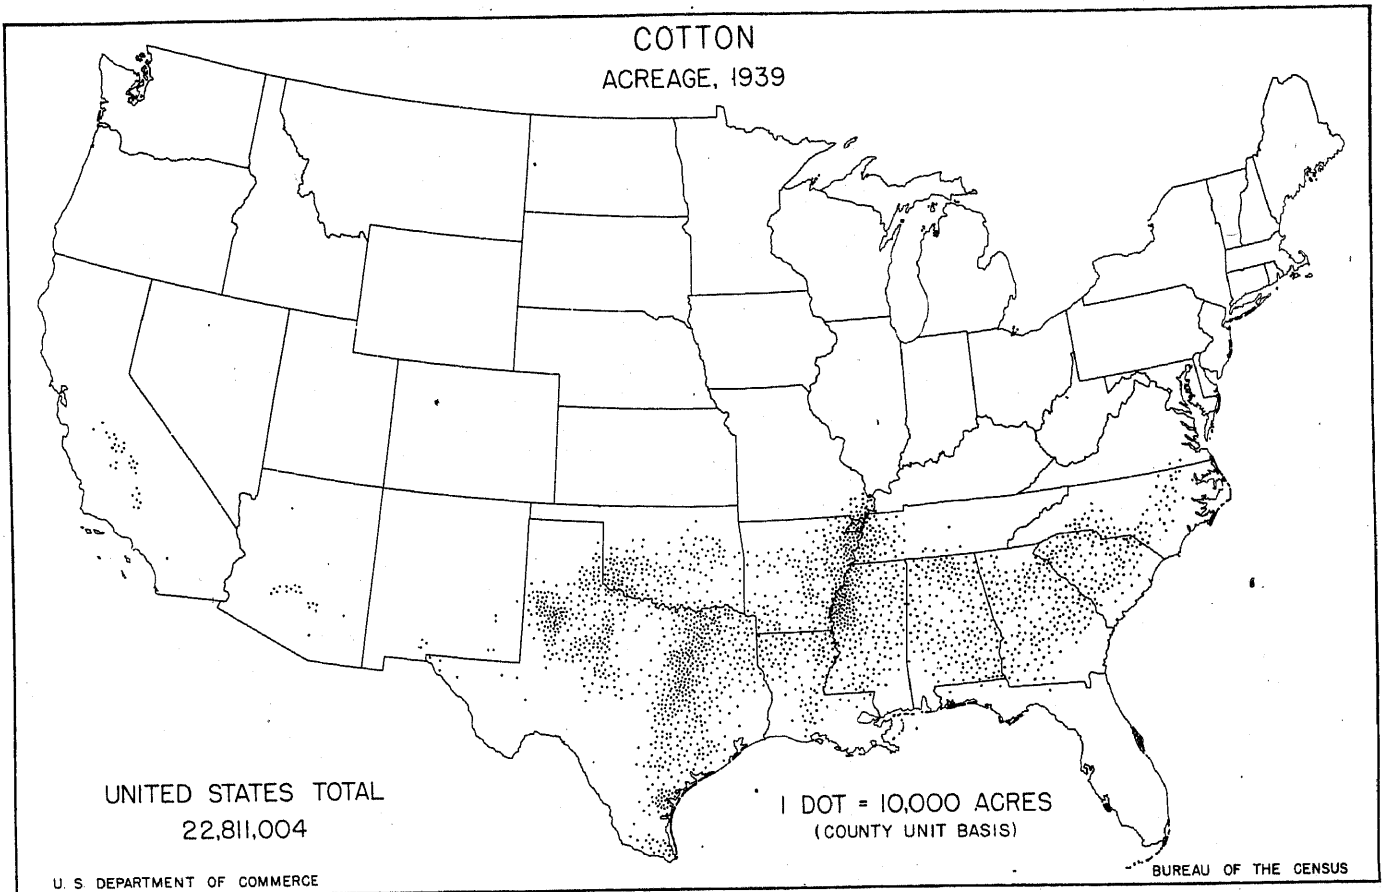 COTTON
ACREAGE, 1939
UNITED STATES TOTAL
22,811,004
1 DOT = 10,000 ACRES
(COUNTY UNIT BASIS)
U. S. DEPARTMENT OF COMMERCE
BUREAU OF THE CENSUS